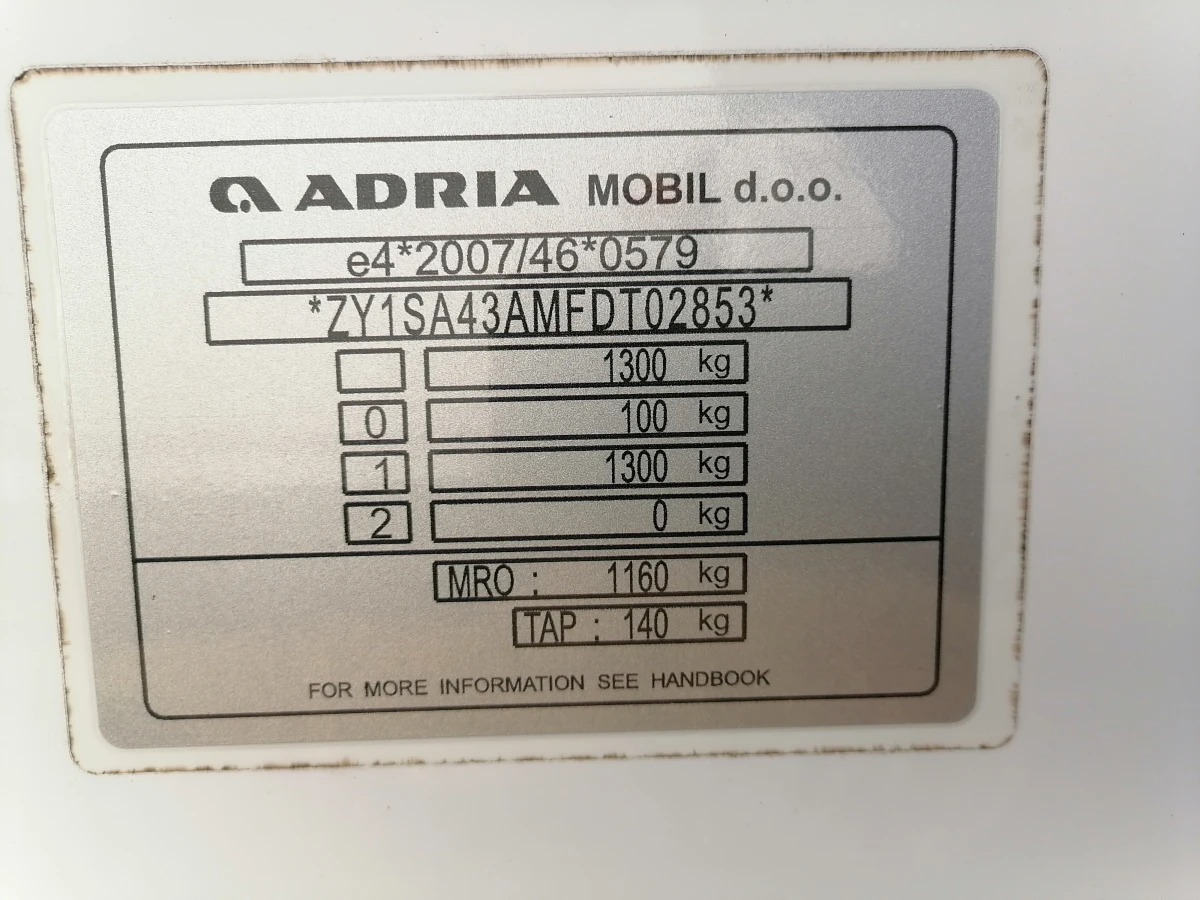 ADRIA MOBIL d.o.o.
e4*2007/46*0579
*ZY1SA43AMFDT02853*
1300 kg
0 100 kg
1 1300 kg
2 0 kg
MRO : 1160 kg
TAP : 140 kg
FOR MORE INFORMATION SEE HANDBOOK